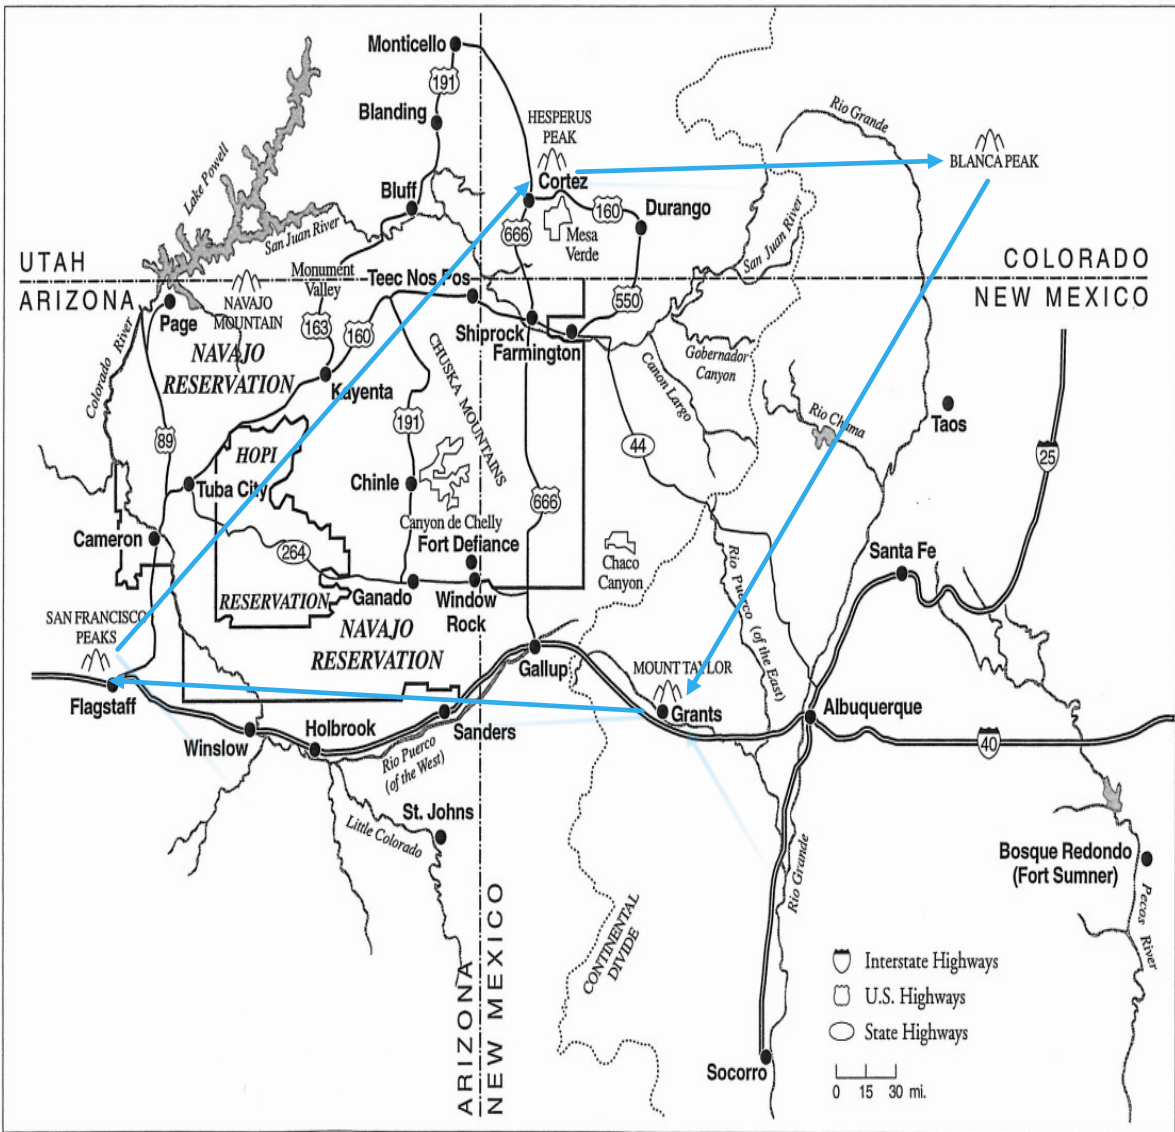 Monticello
191
Blanding
HESPERUS
PEAK
Rio Grande
BLANCA PEAK
Lake Powell
Bluff
Cortez
160
Durango
San Juan River
666
Mesa
Verde
San Juan River
UTAH
COLORADO
ARIZONA
NEW MEXICO
Monument
Valley
Teec Nos Pos
NAVAJO
MOUNTAIN
Page
163
160
550
Shiprock
Farmington
Colorado River
NAVAJO
RESERVATION
CHUSKA MOUNTAINS
Gobernador
Canyon
Canon Largo
Kayenta
Rio Chama
Taos
89
191
44
25
HOPI
Tuba City
Chinle
666
Canyon de Chelly
Cameron
264
Fort Defiance
Chaco
Canyon
Rio Puerco (of the East)
Santa Fe
RESERVATION
Ganado
Window
Rock
SAN FRANCISCO
PEAKS
NAVAJO
RESERVATION
Gallup
MOUNT TAYLOR
Flagstaff
Grants
Albuquerque
Winslow
Holbrook
Sanders
40
Rio Puerco
(of the West)
St. Johns
Little Colorado
Rio Grande
Bosque Redondo
(Fort Sumner)
Pecos River
CONTINENTAL
DIVIDE
ARIZONA
NEW MEXICO
Interstate Highways
U.S. Highways
State Highways
Socorro
0 15 30 mi.